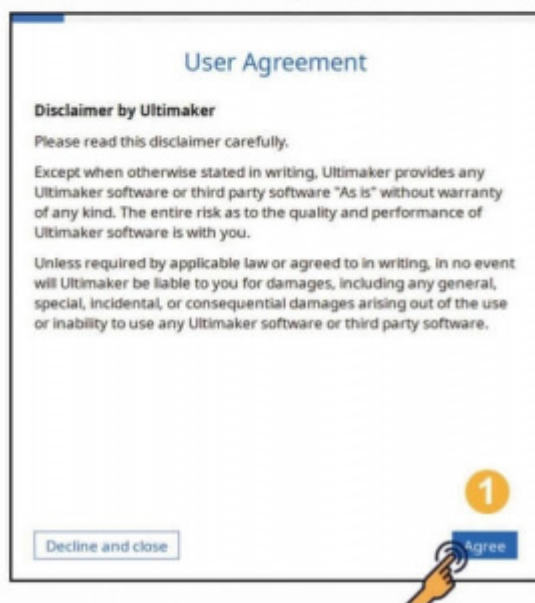 User Agreement
Disclaimer by Ultimaker
Please read this disclaimer carefully.
Except when otherwise stated in writing, Ultimaker provides any
Ultimaker software or third party software "As is" without warranty
of any kind. The entire risk as to the quality and performance of
Ultimaker software is with you.
Unless required by applicable law or agreed to in writing, in no event
will Ultimaker be liable to you for damages, including any general,
special, incidental, or consequential damages arising out of the use
or inability to use any Ultimaker software or third party software.
1
Decline and close
Agree